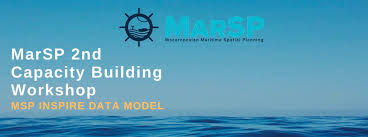 MarSP
Macaronesian Maritime Spatial Planning
MarSP 2nd
Capacity Building
Workshop
MSP INSPIRE DATA MODEL